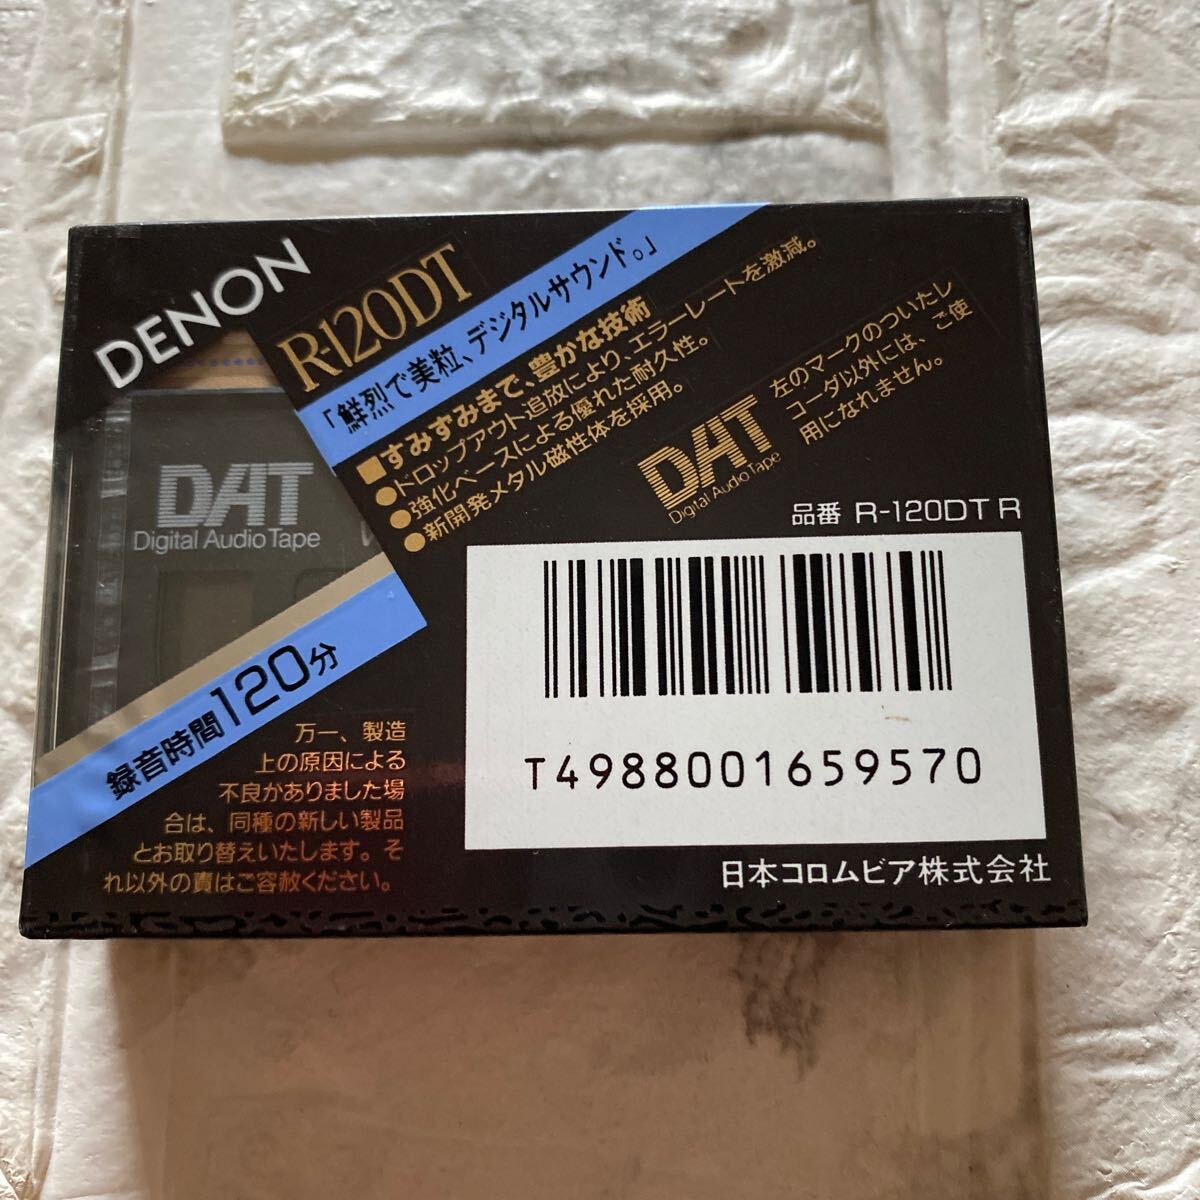 DENON
R-120DT
「鮮烈で美粒、デジタルサウンド。」
■すみずみまで、豊かな技術
●ドロップアウト追放により、エラーレートを激減。
●強化ベースによる優れた耐久性。
●新開発メタル磁性体を採用。
DAT
Digital Audio Tape
左のマークのついたレ
コーダ以外には、ご使
用になれません。
DAT
Digital Audio Tape
録音時間120分
品番 R-120DT R
T4988001659570
日本コロムビア株式会社
万一、製造
上の原因による
不良がありました場
合は、同種の新しい製品
とお取り替えいたします。そ
れ以外の責はご容赦ください。